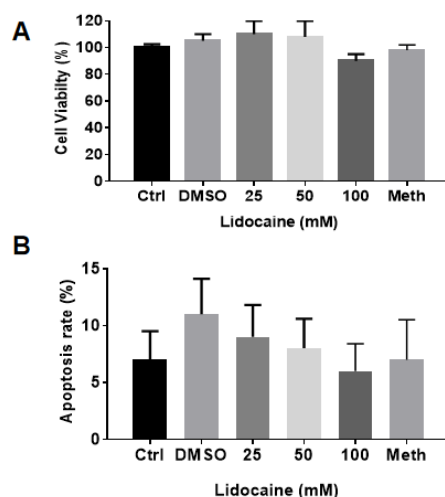 A
Cell Viabilty (%)
120
100
80
60
40
20
0
Ctrl DMSO 25 50 100 Meth
Lidocaine (mM)
B
Apoptosis rate (%)
15
10
5
0
Ctrl DMSO 25 50 100 Meth
Lidocaine (mM)